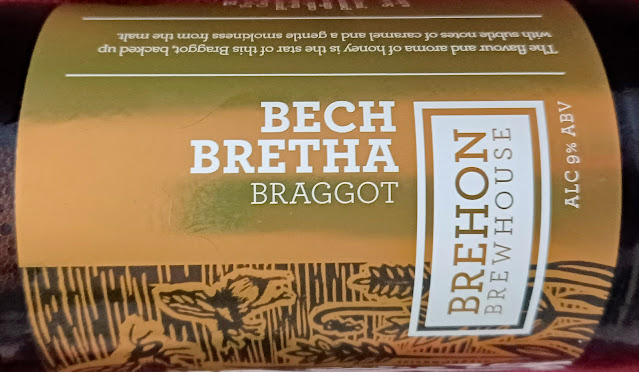 The flavour and aroma of honey is the star of this Braggot, backed up
with subtle notes of caramel and a gentle smokiness from the malt.
BECH
BRETHA
BRAGGOT
BREHON
BREWHOUSE
ALC 9% ABV